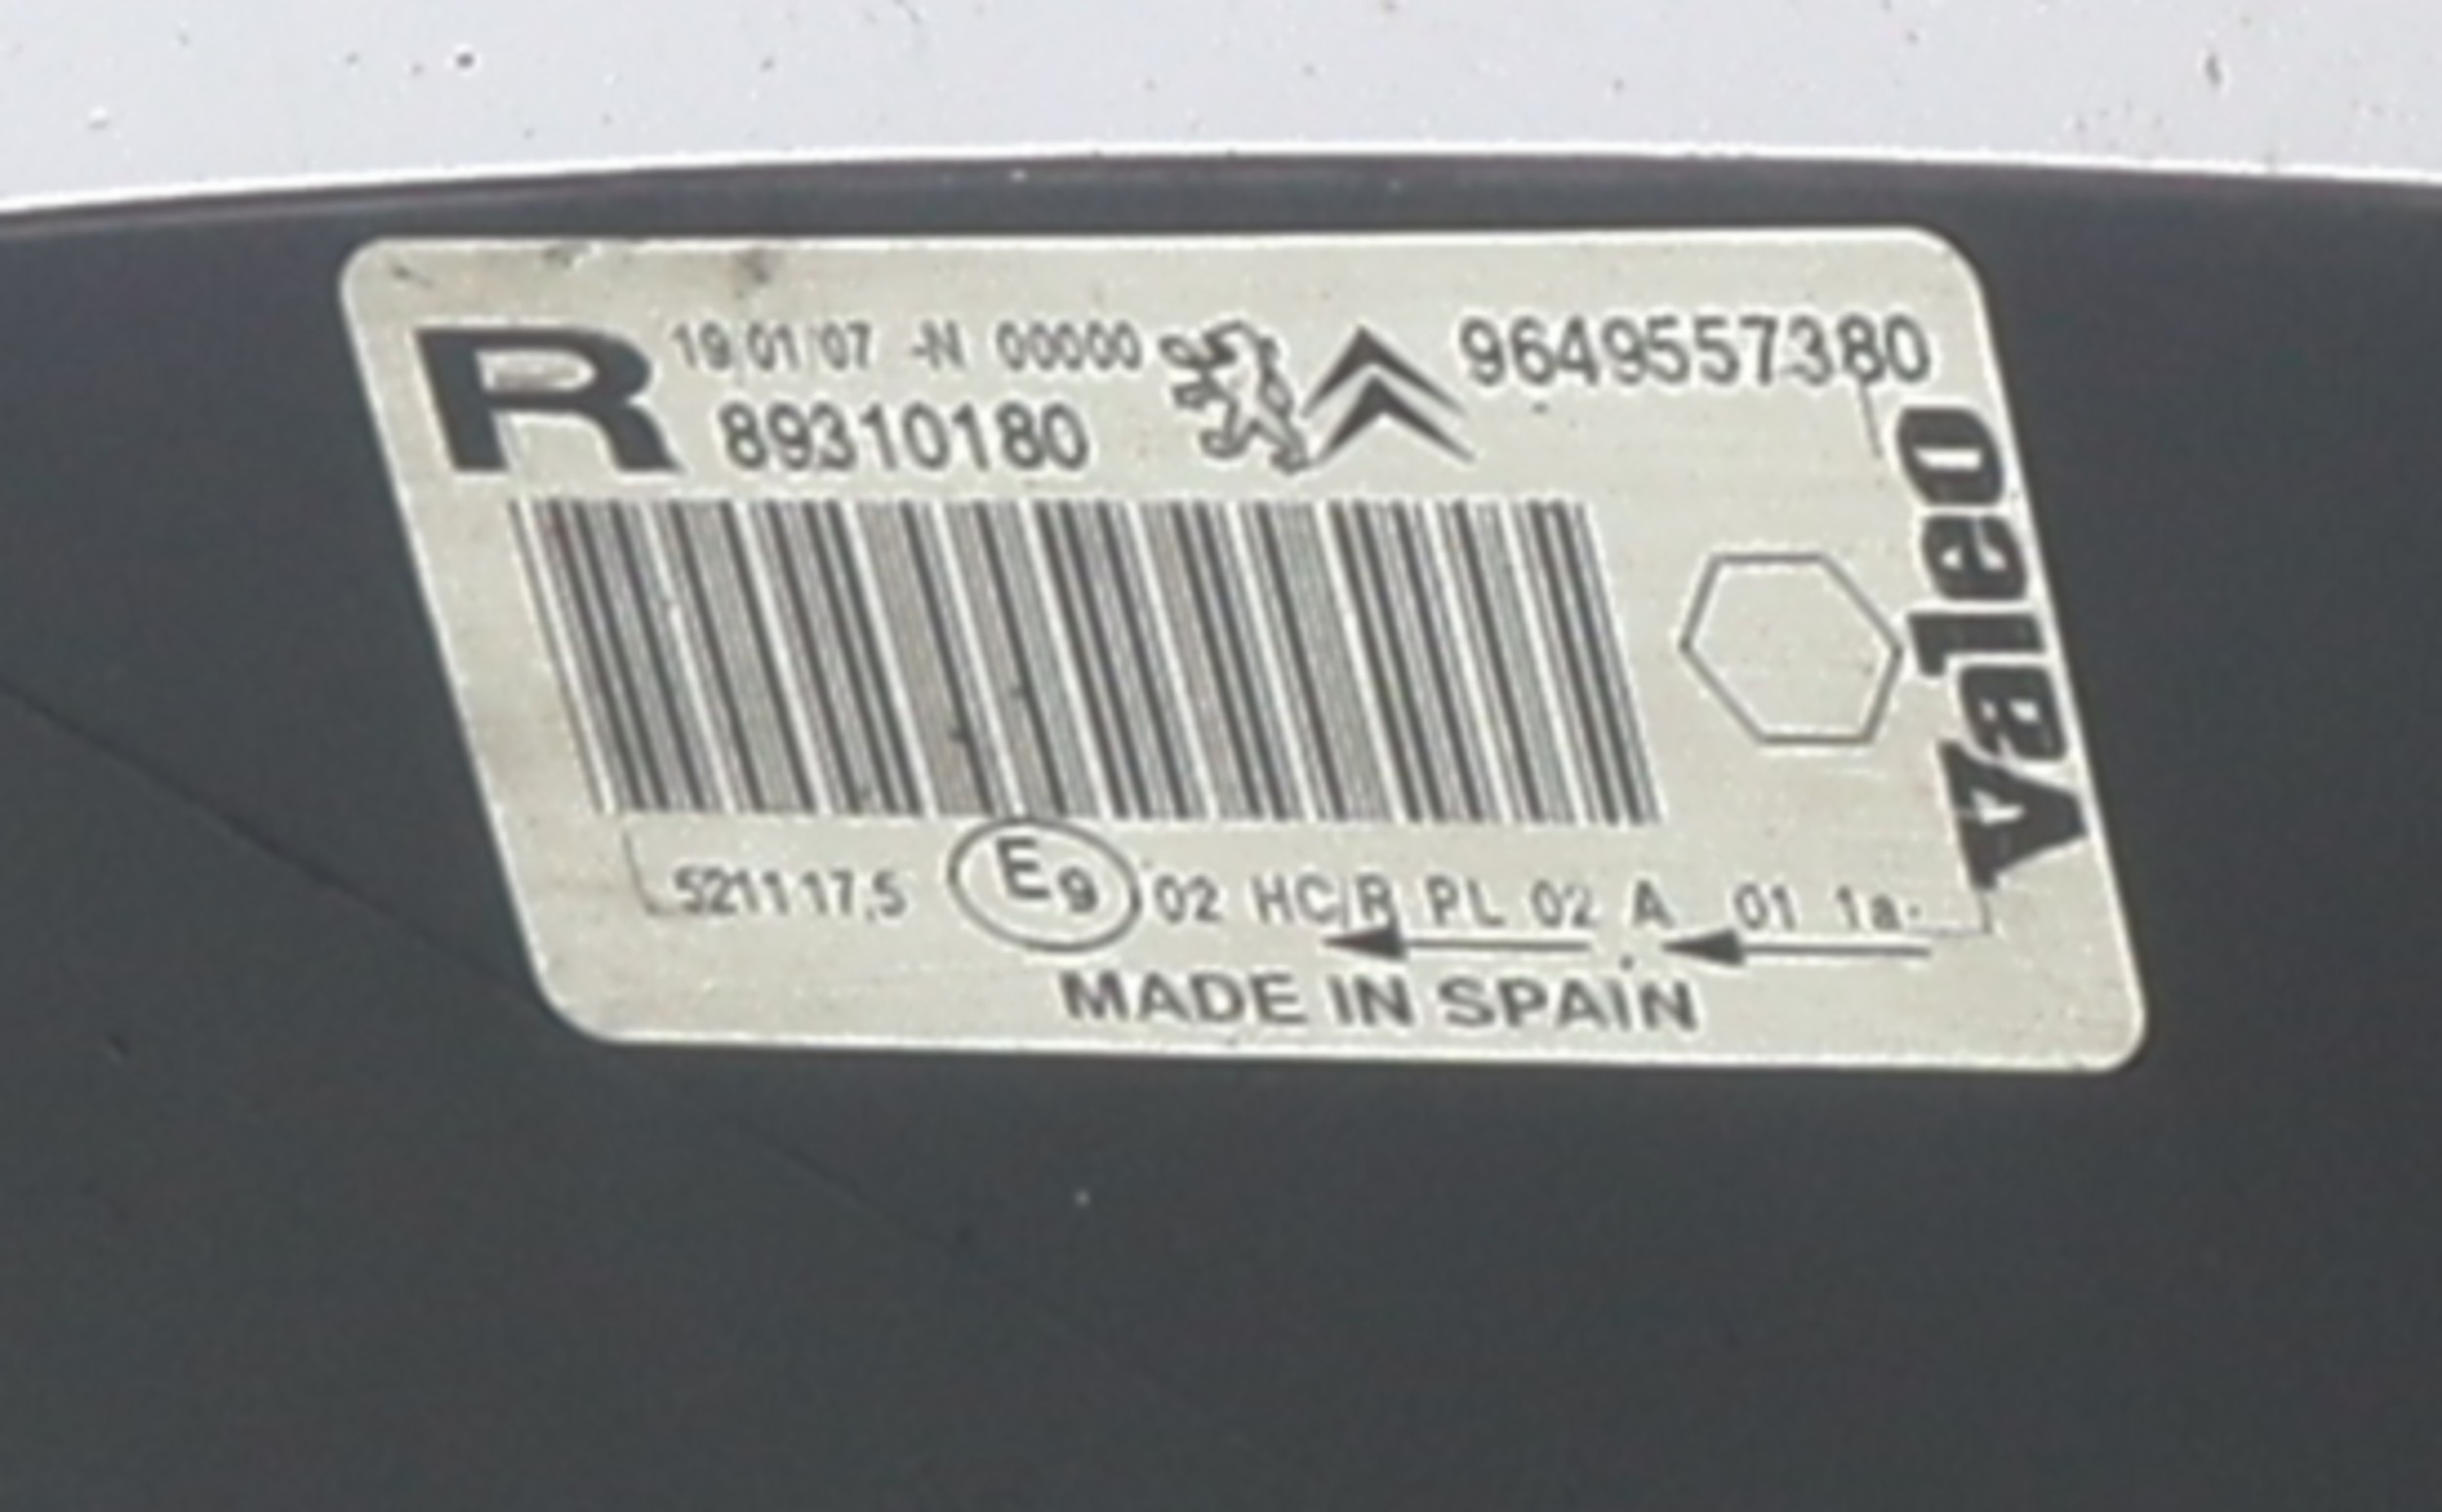 R 19/01/07 -N 00000 9649557380
89310180
Valeo
5211 17,5 E9 02 HC/R PL 02 A 01 1a
MADE IN SPAIN